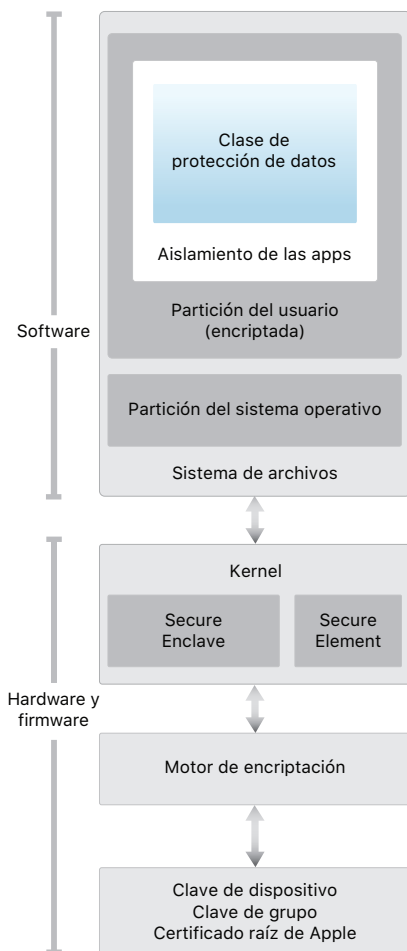 Clase de
protección de datos
Aislamiento de las apps
Partición del usuario
(encriptada)
Software
Partición del sistema operativo
Sistema de archivos
Kernel
Secure
Enclave
Secure
Element
Hardware y
firmware
Motor de encriptación
Clave de dispositivo
Clave de grupo
Certificado raíz de Apple